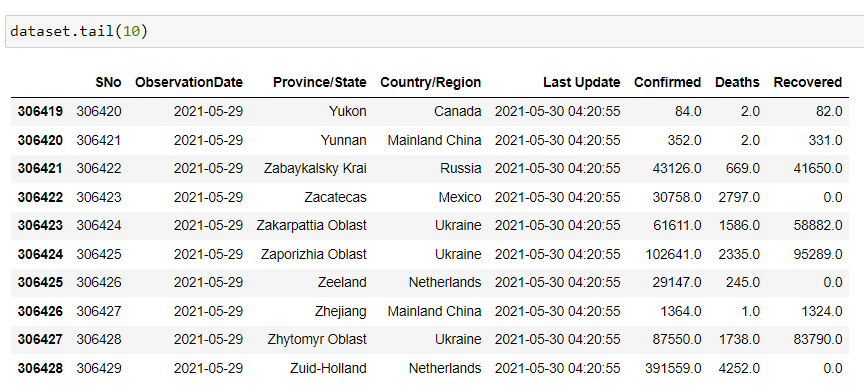 dataset.tail(10)
SNo ObservationDate Province/State Country/Region Last Update Confirmed Deaths Recovered
306419 306420 2021-05-29 Yukon Canada 2021-05-30 04:20:55 84.0 2.0 82.0
306420 306421 2021-05-29 Yunnan Mainland China 2021-05-30 04:20:55 352.0 2.0 331.0
306421 306422 2021-05-29 Zabaykalsky Krai Russia 2021-05-30 04:20:55 43126.0 669.0 41650.0
306422 306423 2021-05-29 Zacatecas Mexico 2021-05-30 04:20:55 30758.0 2797.0 0.0
306423 306424 2021-05-29 Zakarpattia Oblast Ukraine 2021-05-30 04:20:55 61611.0 1586.0 58882.0
306424 306425 2021-05-29 Zaporizhia Oblast Ukraine 2021-05-30 04:20:55 102641.0 2335.0 95289.0
306425 306426 2021-05-29 Zeeland Netherlands 2021-05-30 04:20:55 29147.0 245.0 0.0
306426 306427 2021-05-29 Zhejiang Mainland China 2021-05-30 04:20:55 1364.0 1.0 1324.0
306427 306428 2021-05-29 Zhytomyr Oblast Ukraine 2021-05-30 04:20:55 87550.0 1738.0 83790.0
306428 306429 2021-05-29 Zuid-Holland Netherlands 2021-05-30 04:20:55 391559.0 4252.0 0.0